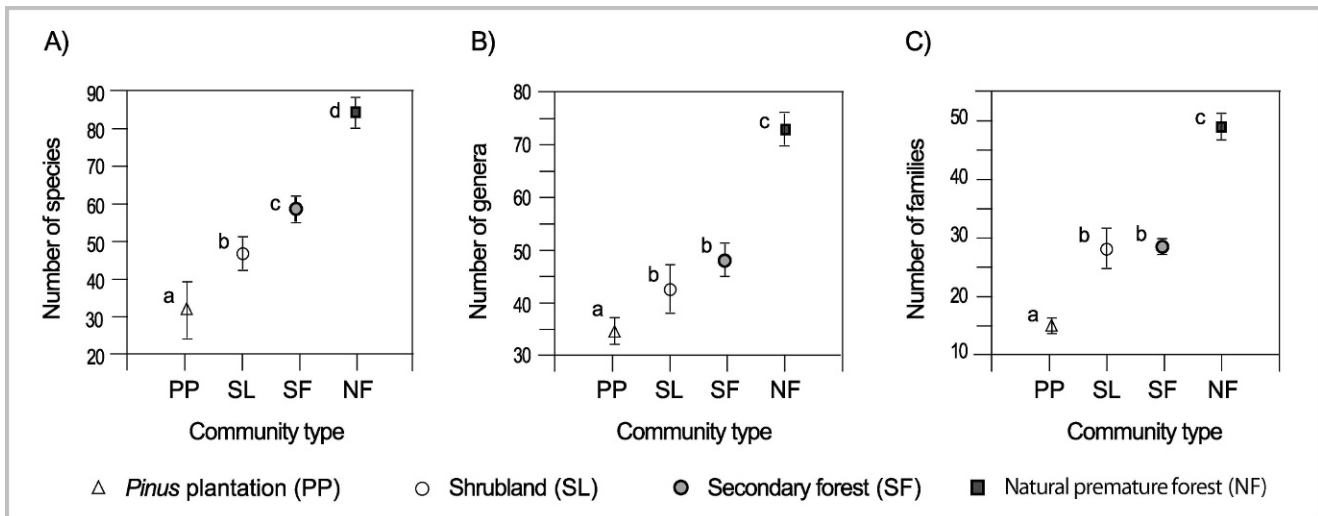 A)
Number of species
90
80
70
60
50
40
30
20
a
b
c
d
PP SL SF NF
Community type
B)
Number of genera
80
70
60
50
40
30
a
b
b
c
PP SL SF NF
Community type
C)
Number of families
50
40
30
20
10
a
b
b
c
PP SL SF NF
Community type
Pinus plantation (PP) Shrubland (SL) Secondary forest (SF) Natural premature forest (NF)